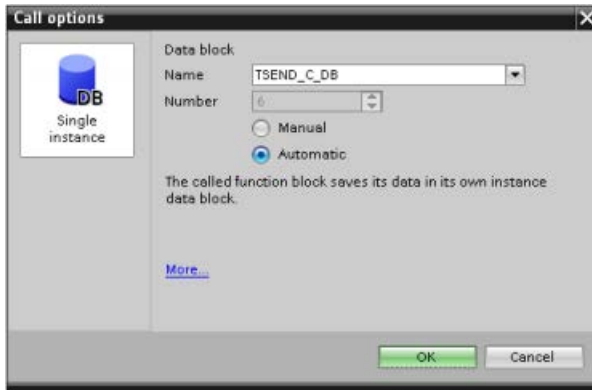 Call options
DB
Single
instance
Data block
Name TSEND_C_DB
Number 6
Manual
Automatic
The called function block saves its data in its own instance
data block.
More...
OK Cancel